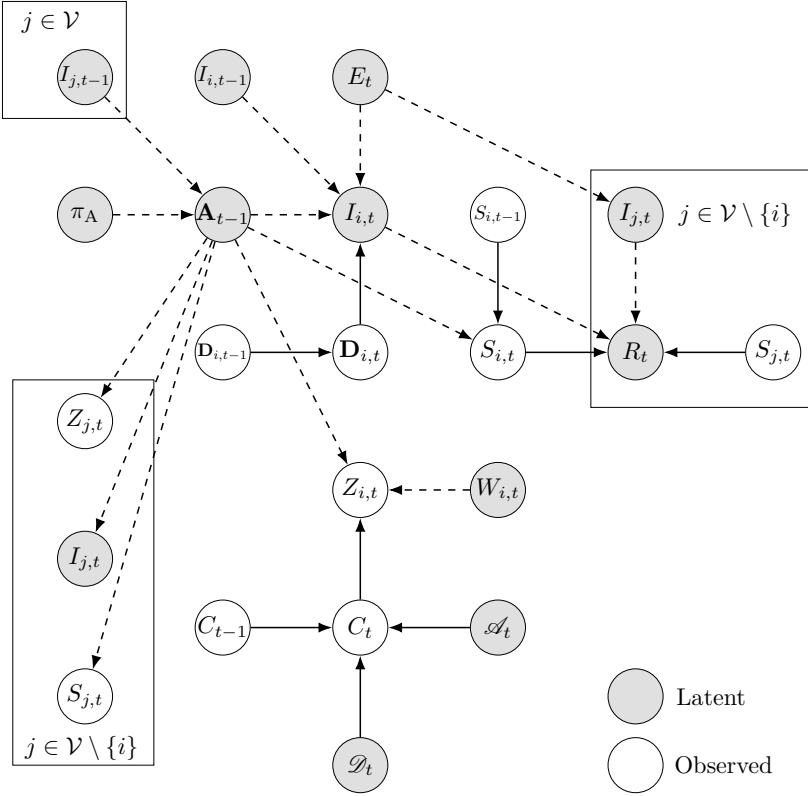 j ∈ 𝒱
I_{j,t−1}
I_{i,t−1}
E_t
π_A
𝐀_{t−1}
I_{i,t}
S_{i,t−1}
I_{j,t}
j ∈ 𝒱 \ {i}
𝐃_{i,t−1}
𝐃_{i,t}
S_{i,t}
R_t
S_{j,t}
Z_{j,t}
Z_{i,t}
W_{i,t}
I_{j,t}
C_{t−1}
C_t
𝒜_t
S_{j,t}
j ∈ 𝒱 \ {i}
𝒟_t
Latent
Observed